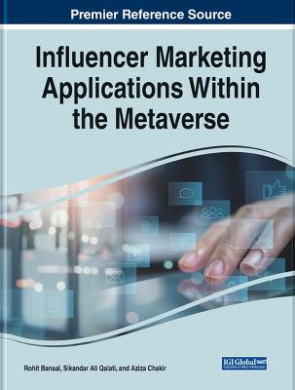 Premier Reference Source
Influencer Marketing
Applications Within
the Metaverse
Rohit Bansal, Sikandar Ali Qalati, and Aziza Chakir
IGI Global